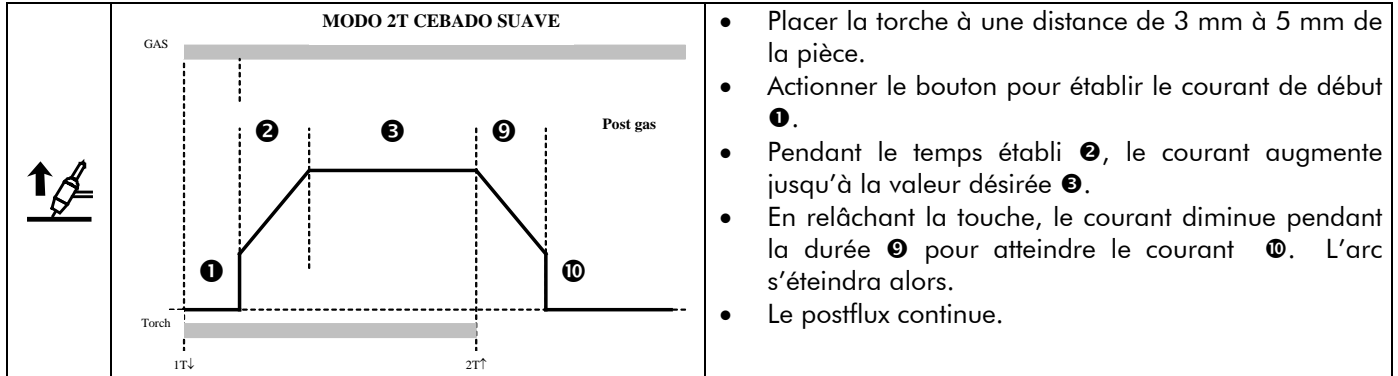 MODO 2T CEBADO SUAVE
GAS
❷ ❸ ❾ Post gas
❶ ❿
Torch
1T↓ 2T↑
• Placer la torche à une distance de 3 mm à 5 mm de
la pièce.
• Actionner le bouton pour établir le courant de début
❶.
• Pendant le temps établi ❷, le courant augmente
jusqu'à la valeur désirée ❸.
• En relâchant la touche, le courant diminue pendant
la durée ❾ pour atteindre le courant ❿. L'arc
s'éteindra alors.
• Le postflux continue.